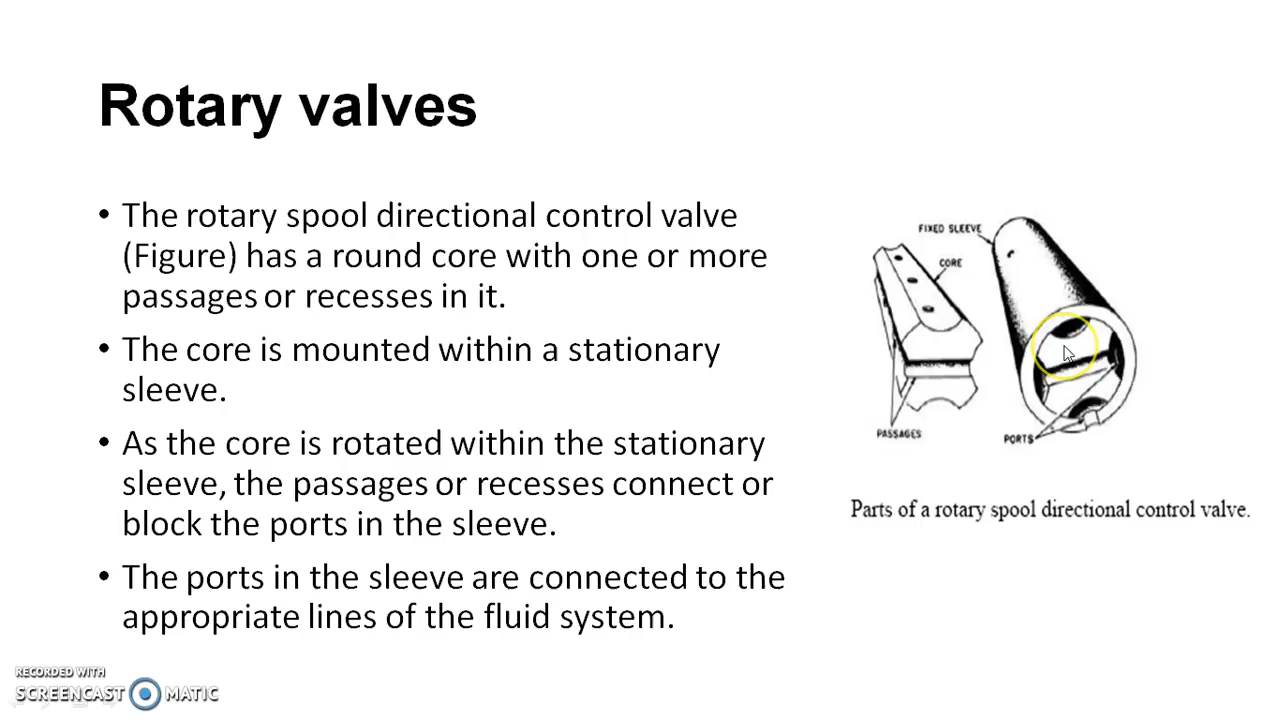 Rotary valves
• The rotary spool directional control valve
(Figure) has a round core with one or more
passages or recesses in it.
• The core is mounted within a stationary
sleeve.
• As the core is rotated within the stationary
sleeve, the passages or recesses connect or
block the ports in the sleeve.
• The ports in the sleeve are connected to the
appropriate lines of the fluid system.
FIXED SLEEVE
CORE
PASSAGES
PORTS
Parts of a rotary spool directional control valve.
RECORDED WITH
SCREENCAST MATIC